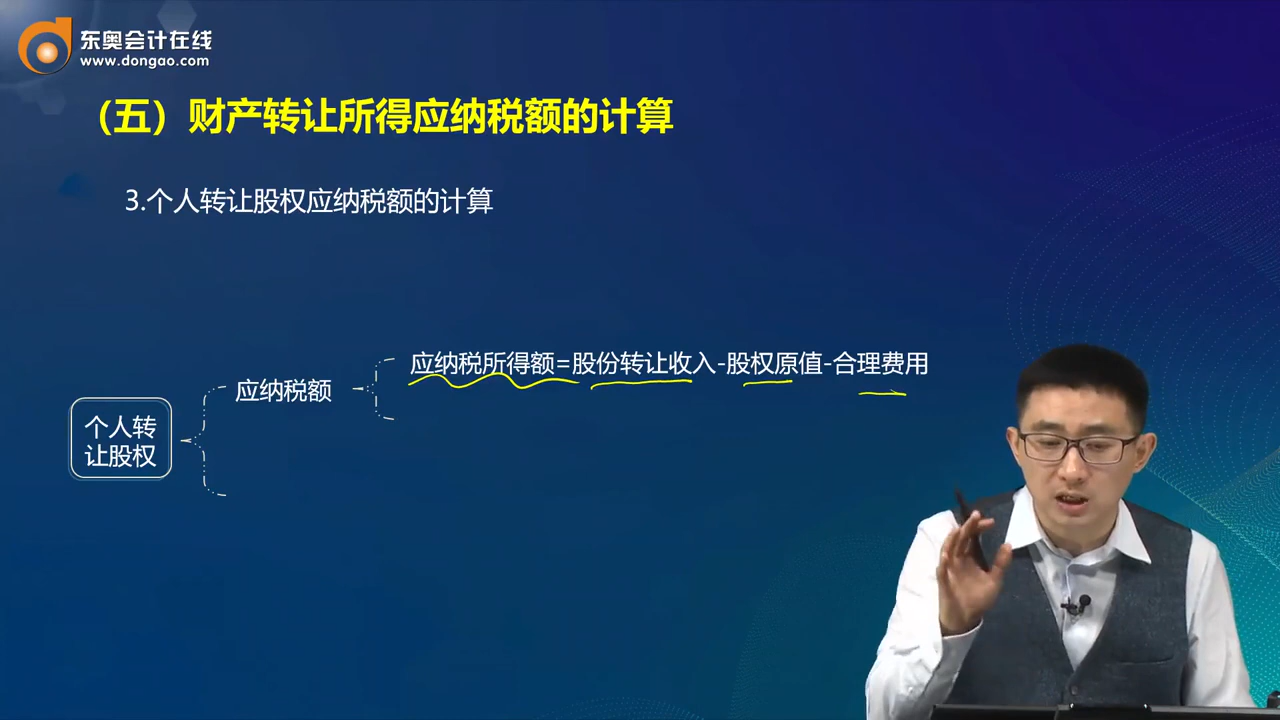 东奥会计在线
www.dongao.com
（五）财产转让所得应纳税额的计算
3.个人转让股权应纳税额的计算
应纳税所得额=股份转让收入-股权原值-合理费用
应纳税额
个人转
让股权